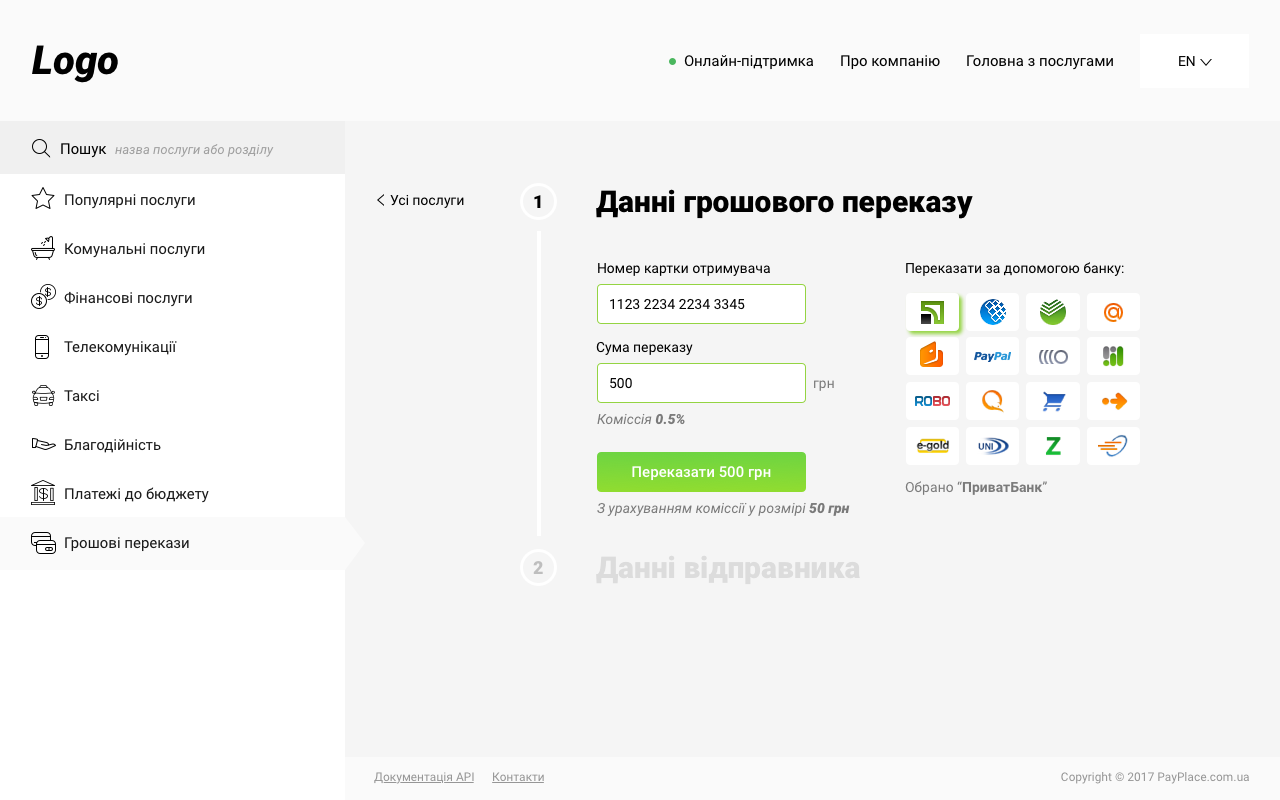 Logo
Онлайн-підтримка
Про компанію
Головна з послугами
EN
Пошук назва послуги або розділу
Популярні послуги
Комунальні послуги
Фінансові послуги
Телекомунікації
Таксі
Благодійність
Платежі до бюджету
Грошові перекази
Усі послуги
1
Данні грошового переказу
Номер картки отримувача
1123 2234 2234 3345
Сума переказу
500 грн
Коміссія 0.5%
Переказати 500 грн
З урахуванням коміссії у розмірі 50 грн
Переказати за допомогою банку:
PayPal
ROBO
e-gold
UNI
Z
Обрано “ПриватБанк”
2
Данні відправника
Документація API
Контакти
Copyright © 2017 PayPlace.com.ua